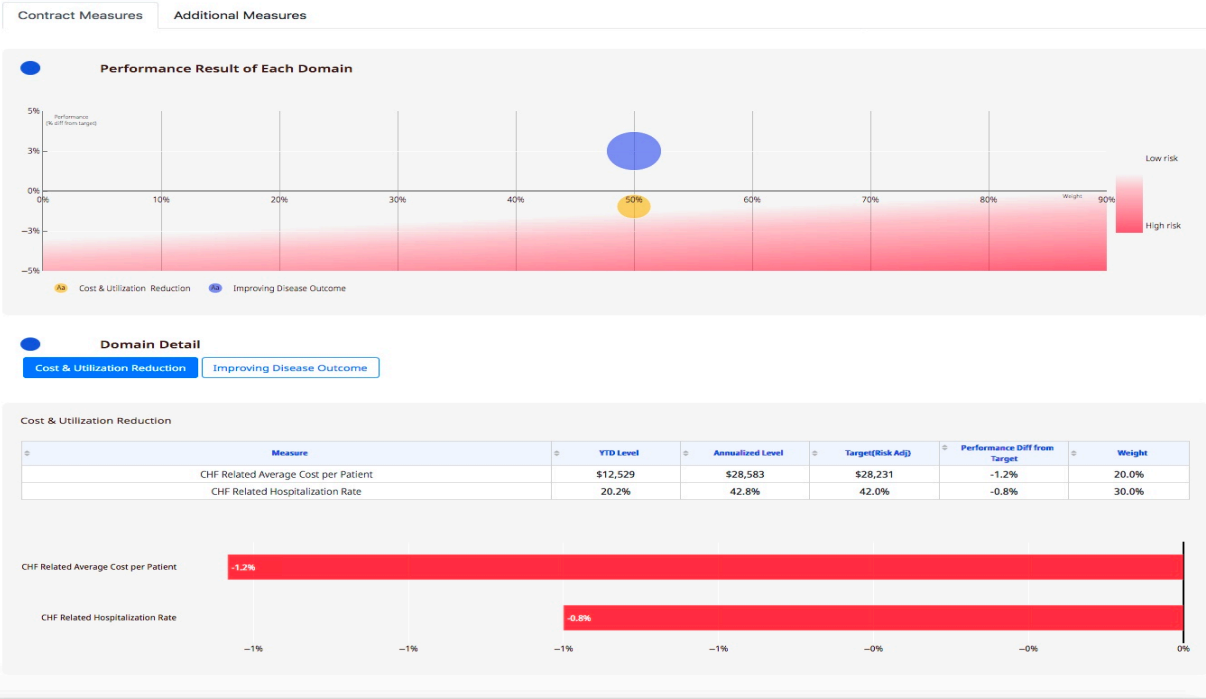 Contract Measures Additional Measures
Performance Result of Each Domain
Performance
(% diff from target)
5%
3%
0%
−3%
−5%
0% 10% 20% 30% 40% 50% 60% 70% 80% 90%
Weight
Low risk
High risk
Aa Cost & Utilization Reduction Aa Improving Disease Outcome
Domain Detail
Cost & Utilization Reduction Improving Disease Outcome
Cost & Utilization Reduction
Measure YTD Level Annualized Level Target(Risk Adj) Performance Diff from Target Weight
CHF Related Average Cost per Patient $12,529 $28,583 $28,231 -1.2% 20.0%
CHF Related Hospitalization Rate 20.2% 42.8% 42.0% -0.8% 30.0%
CHF Related Average Cost per Patient -1.2%
CHF Related Hospitalization Rate -0.8%
−1% −1% −1% −1% −0% −0% 0%